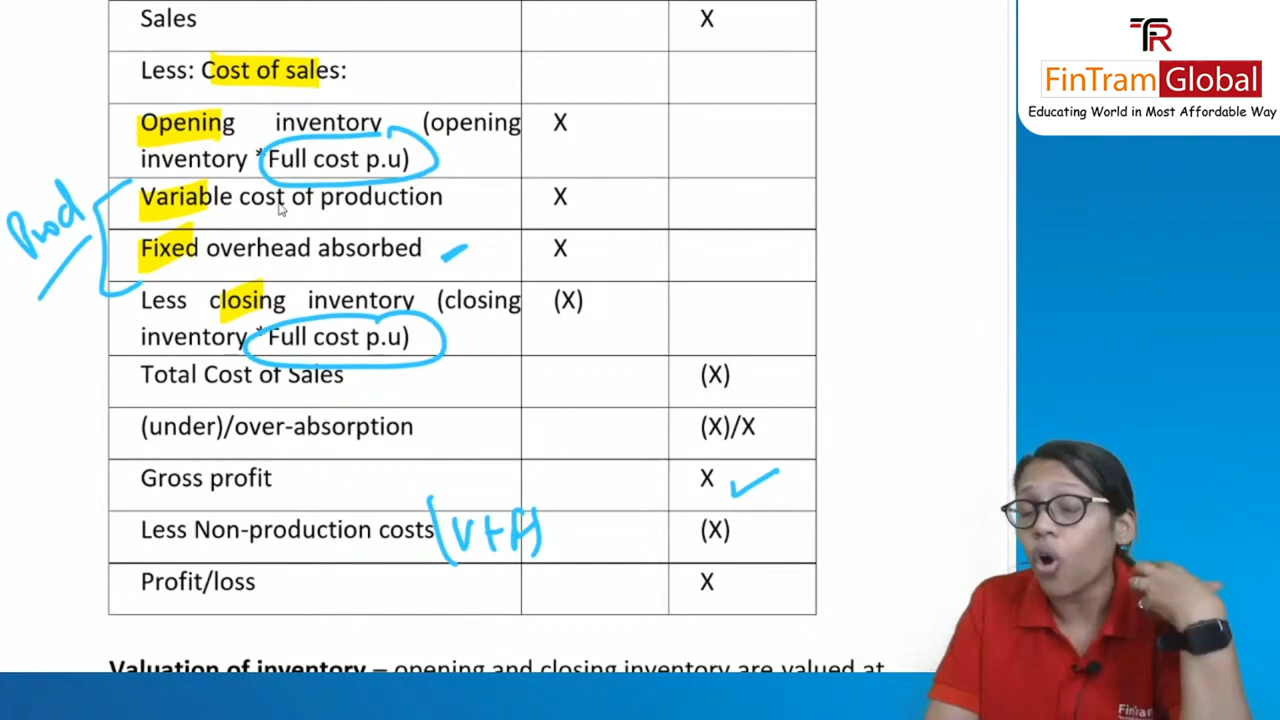 Sales X
Less: Cost of sales:
Opening inventory (opening X
inventory * Full cost p.u)
Variable cost of production X
Fixed overhead absorbed X
Less closing inventory (closing (X)
inventory * Full cost p.u)
Total Cost of Sales (X)
(under)/over-absorption (X)/X
Gross profit X
Less Non-production costs (V+F) (X)
Profit/loss X
Valuation of inventory – opening and closing inventory are valued at
Prod
TR
FinTram Global
Educating World in Most Affordable Way
FinTram